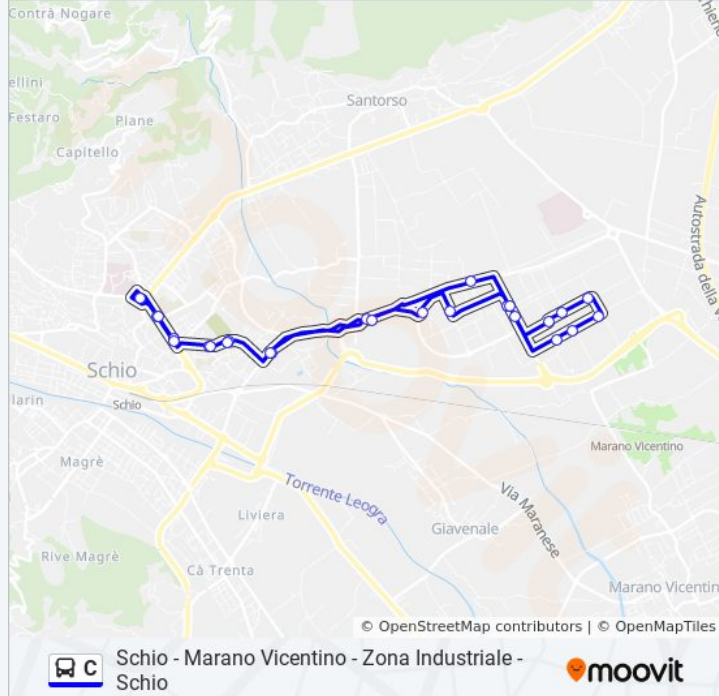 Contrà Nogare
ellini
Festaro
Piane
Capitello
Santorso
Thiene
Autostrada della V
Schio
Schio
larin
Magrè
Liviera
Torrente Leogra
Via Maranese
Giavenale
Marano Vicentino
Rive Magrè
Cà Trenta
Marano Vicentin
© OpenStreetMap contributors | © OpenMapTiles
C
Schio - Marano Vicentino - Zona Industriale -
Schio
moovit